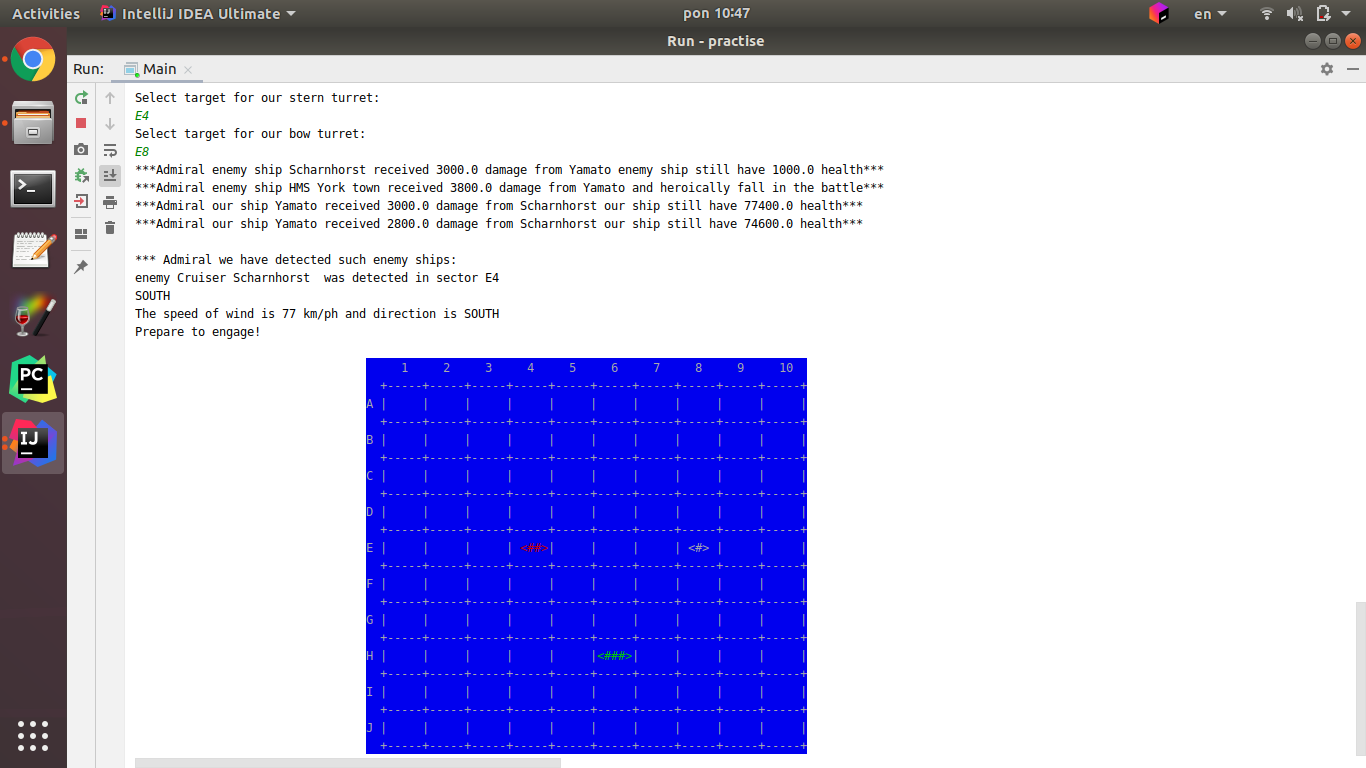 Activities IntelliJ IDEA Ultimate pon 10:47 en
Run - practise
Run: Main
Select target for our stern turret:
E4
Select target for our bow turret:
E8
***Admiral enemy ship Scharnhorst received 3000.0 damage from Yamato enemy ship still have 1000.0 health***
***Admiral enemy ship HMS York town received 3800.0 damage from Yamato and heroically fall in the battle***
***Admiral our ship Yamato received 3000.0 damage from Scharnhorst our ship still have 77400.0 health***
***Admiral our ship Yamato received 2800.0 damage from Scharnhorst our ship still have 74600.0 health***
*** Admiral we have detected such enemy ships:
enemy Cruiser Scharnhorst  was detected in sector E4
SOUTH
The speed of wind is 77 km/ph and direction is SOUTH
Prepare to engage!
1 2 3 4 5 6 7 8 9 10
+-----+-----+-----+-----+-----+-----+-----+-----+-----+-----+
A |     |     |     |     |     |     |     |     |     |     |
+-----+-----+-----+-----+-----+-----+-----+-----+-----+-----+
B |     |     |     |     |     |     |     |     |     |     |
+-----+-----+-----+-----+-----+-----+-----+-----+-----+-----+
C |     |     |     |     |     |     |     |     |     |     |
+-----+-----+-----+-----+-----+-----+-----+-----+-----+-----+
D |     |     |     |     |     |     |     |     |     |     |
+-----+-----+-----+-----+-----+-----+-----+-----+-----+-----+
E |     |     |     | <##>|     |     |     | <#> |     |     |
+-----+-----+-----+-----+-----+-----+-----+-----+-----+-----+
F |     |     |     |     |     |     |     |     |     |     |
+-----+-----+-----+-----+-----+-----+-----+-----+-----+-----+
G |     |     |     |     |     |     |     |     |     |     |
+-----+-----+-----+-----+-----+-----+-----+-----+-----+-----+
H |     |     |     |     |     |<###>|     |     |     |     |
+-----+-----+-----+-----+-----+-----+-----+-----+-----+-----+
I |     |     |     |     |     |     |     |     |     |     |
+-----+-----+-----+-----+-----+-----+-----+-----+-----+-----+
J |     |     |     |     |     |     |     |     |     |     |
+-----+-----+-----+-----+-----+-----+-----+-----+-----+-----+
PC
IJ